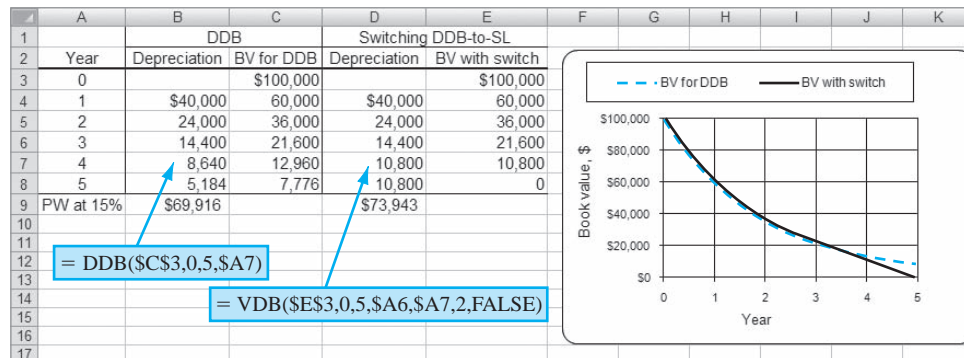 A B C D E F G H I J K
1 DDB Switching DDB-to-SL
2 Year Depreciation BV for DDB Depreciation BV with switch
3 0 $100,000 $100,000
4 1 $40,000 60,000 $40,000 60,000
5 2 24,000 36,000 24,000 36,000
6 3 14,400 21,600 14,400 21,600
7 4 8,640 12,960 10,800 10,800
8 5 5,184 7,776 10,800 0
9 PW at 15% $69,916 $73,943
10
11
12
13
14
15
16
17
= DDB($C$3,0,5,$A7)
= VDB($E$3,0,5,$A6,$A7,2,FALSE)
BV for DDB BV with switch
$100,000
$80,000
$60,000
$40,000
$20,000
$0
Book value, $
0 1 2 3 4 5
Year